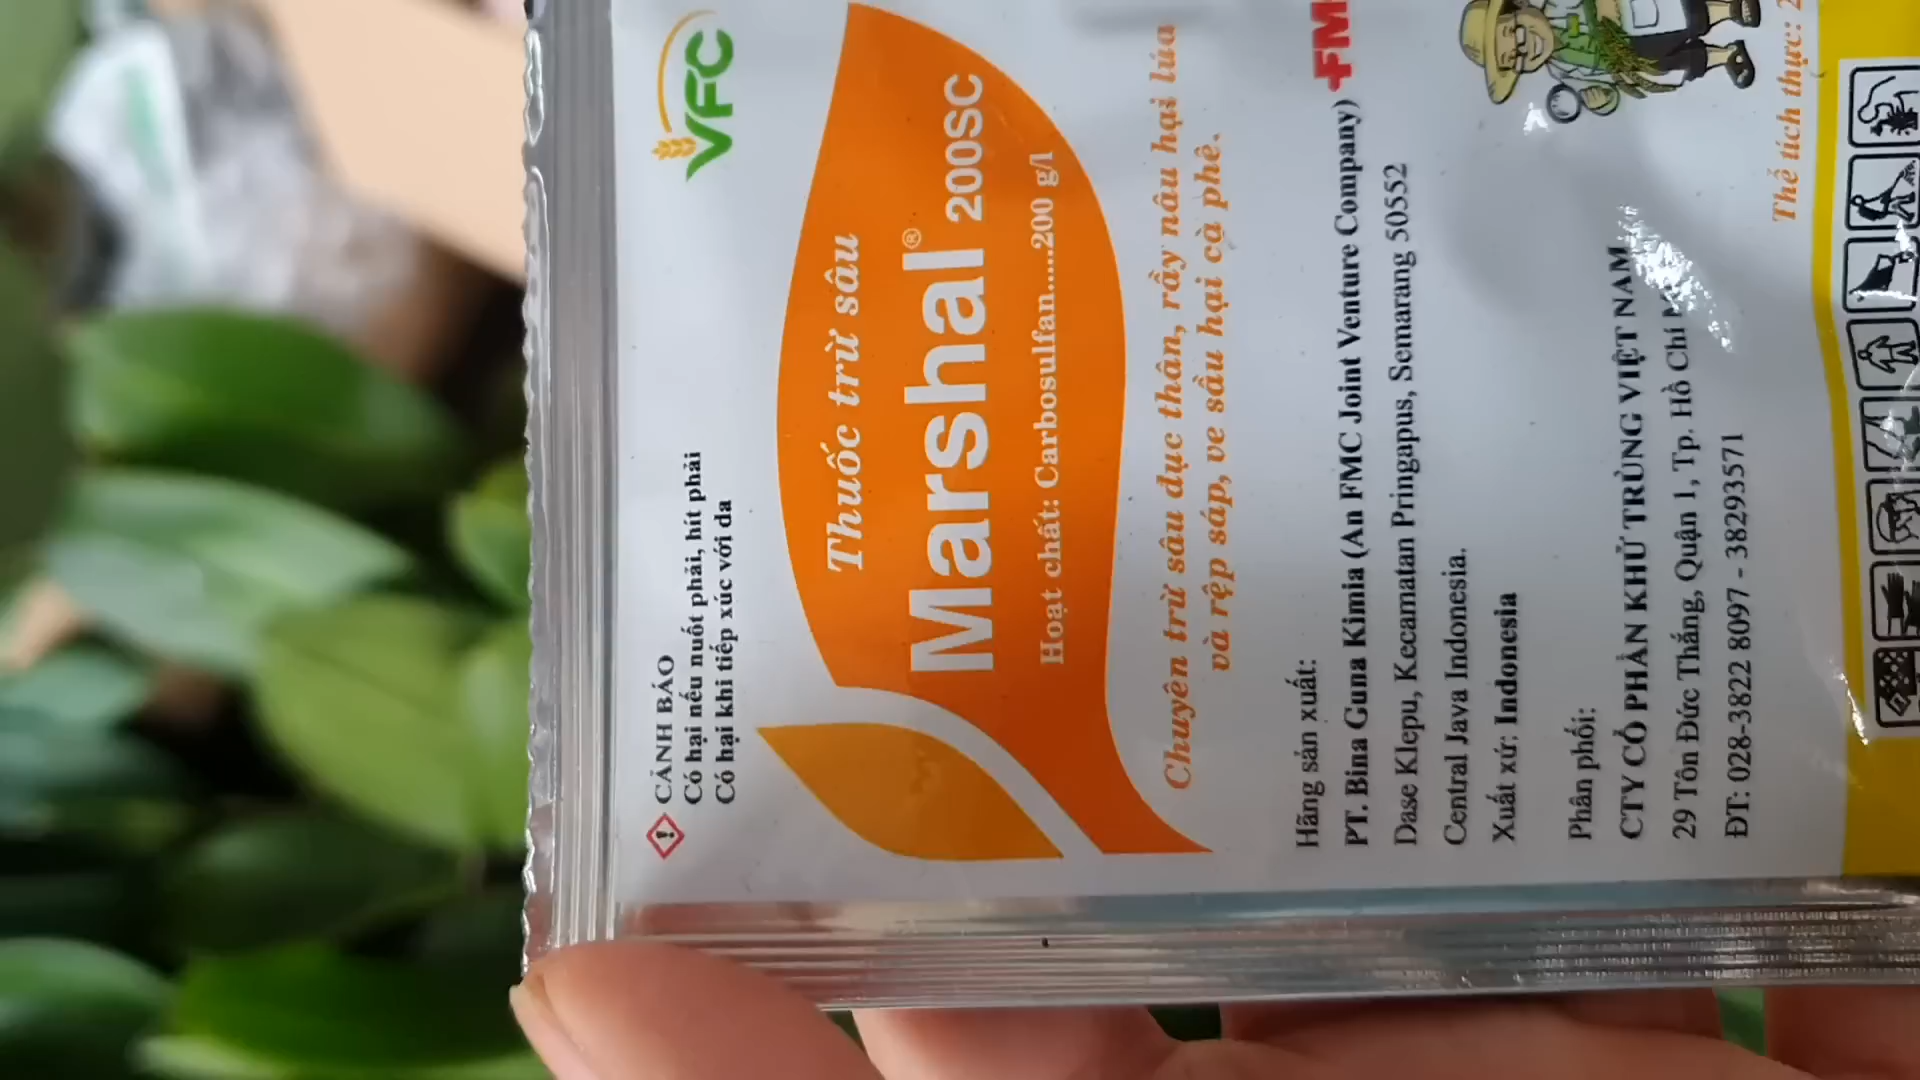 CẢNH BÁO
Có hại nếu nuốt phải, hít phải
Có hại khi tiếp xúc với da
VFC
Thuốc trừ sâu
Marshal® 200SC
Hoạt chất: Carbosulfan.....200 g/l
Chuyên trừ sâu đục thân, rầy nâu hại lúa
và rệp sáp, ve sầu hại cà phê.
Hãng sản xuất:
PT. Bina Guna Kimia (An FMC Joint Venture Company)
FM
Dase Klepu, Kecamatan Pringapus, Semarang 50552
Central Java Indonesia.
Xuất xứ: Indonesia
Phân phối:
CTY CỔ PHẦN KHỬ TRÙNG VIỆT NAM
29 Tôn Đức Thắng, Quận 1, Tp. Hồ Chí
ĐT: 028-3822 8097 - 38293571
Thể tích thực: 2